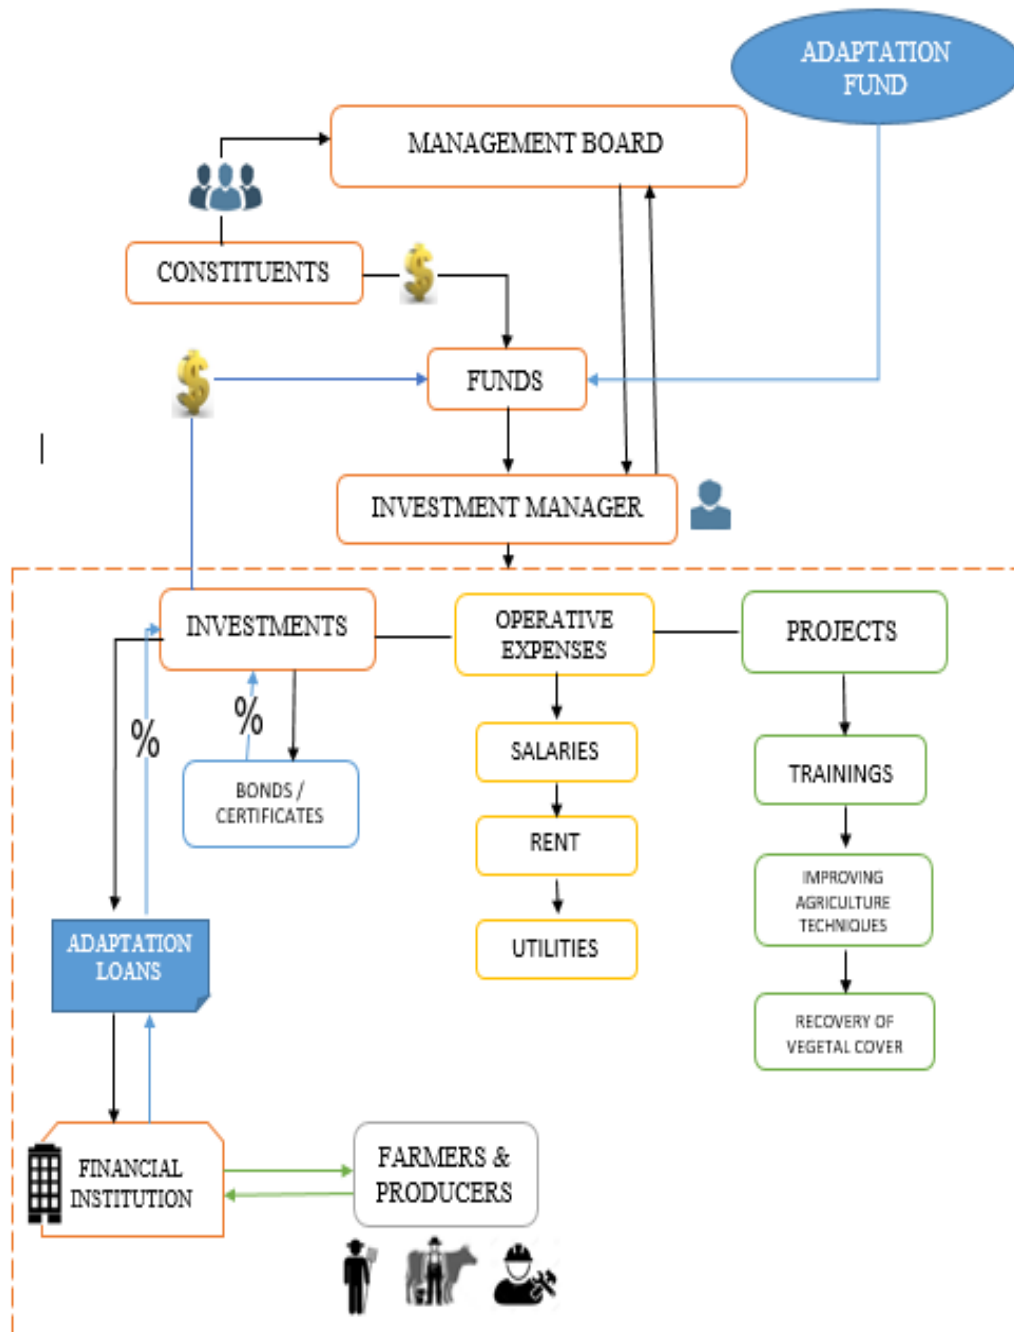 ADAPTATION
FUND
MANAGEMENT BOARD
CONSTITUENTS
$
$
FUNDS
INVESTMENT MANAGER
INVESTMENTS
OPERATIVE
EXPENSES
PROJECTS
%
%
BONDS /
CERTIFICATES
SALARIES
TRAININGS
RENT
IMPROVING
AGRICULTURE
TECHNIQUES
ADAPTATION
LOANS
UTILITIES
RECOVERY OF
VEGETAL COVER
FINANCIAL
INSTITUTION
FARMERS &
PRODUCERS